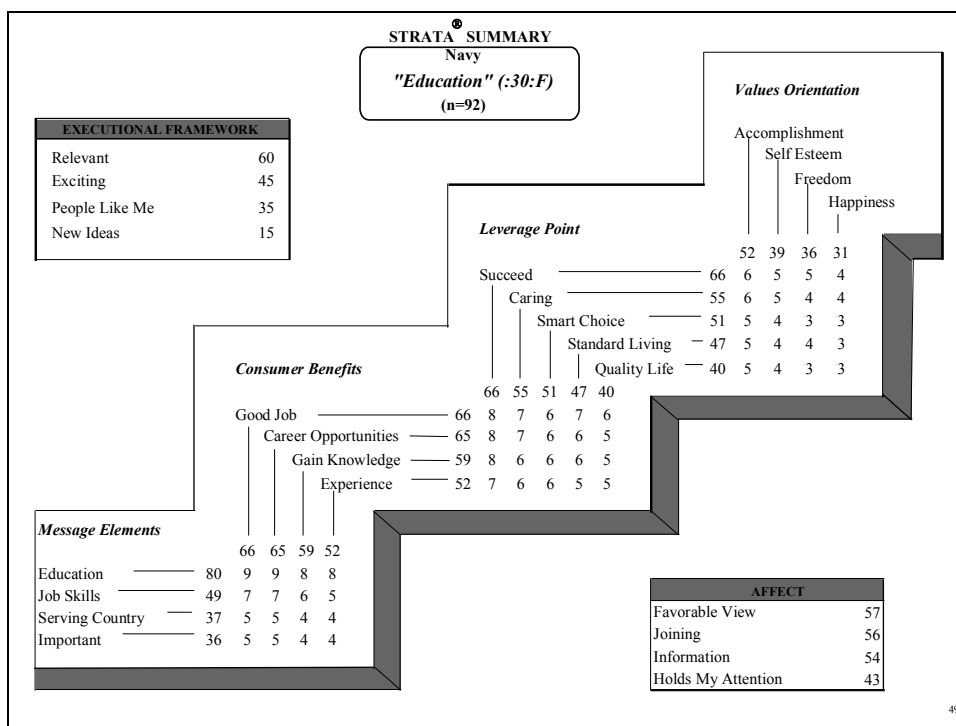 STRATA® SUMMARY
Navy
"Education" (:30:F)
(n=92)
EXECUTIONAL FRAMEWORK
Relevant 60
Exciting 45
People Like Me 35
New Ideas 15
Values Orientation
Accomplishment
Self Esteem
Freedom
Happiness
52 39 36 31
Leverage Point
Succeed 66 6 5 5 4
Caring 55 6 5 4 4
Smart Choice 51 5 4 3 3
Standard Living 47 5 4 4 3
Quality Life 40 5 4 3 3
Consumer Benefits
66 55 51 47 40
Good Job 66 8 7 6 7 6
Career Opportunities 65 8 7 6 6 5
Gain Knowledge 59 8 6 6 6 5
Experience 52 7 6 6 5 5
Message Elements
66 65 59 52
Education 80 9 9 8 8
Job Skills 49 7 7 6 5
Serving Country 37 5 5 4 4
Important 36 5 5 4 4
AFFECT
Favorable View 57
Joining 56
Information 54
Holds My Attention 43